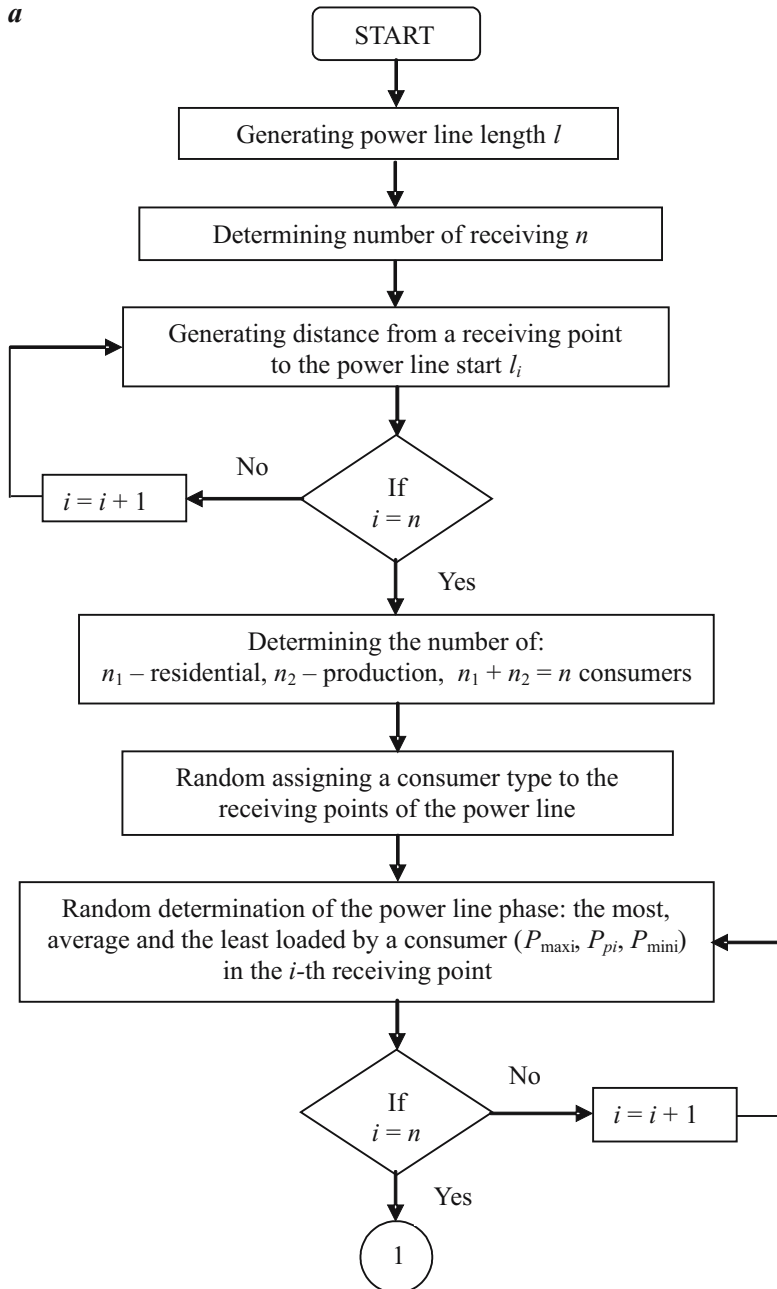 a
START
Generating power line length l
Determining number of receiving n
Generating distance from a receiving point
to the power line start lᵢ
No
If
i = n
i = i + 1
Yes
Determining the number of:
n₁ – residential, n₂ – production, n₁ + n₂ = n consumers
Random assigning a consumer type to the
receiving points of the power line
Random determination of the power line phase: the most,
average and the least loaded by a consumer (Pmaxi, Ppi, Pmini)
in the i-th receiving point
No
If
i = n
i = i + 1
Yes
1